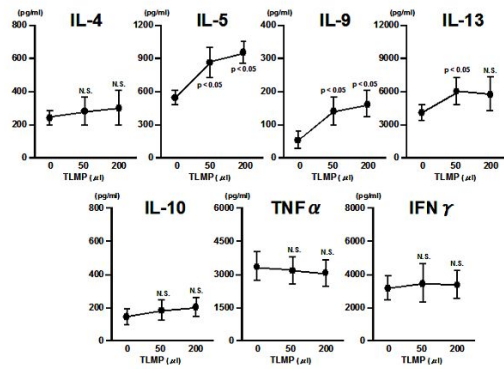 IL-4
(pg/ml)
800
600
400
200
0
N.S.
N.S.
0 50 200
TLMP (μl)
IL-5
(pg/ml)
1200
900
600
300
0
p < 0.05
p < 0.05
0 50 200
TLMP (μl)
IL-9
(pg/ml)
400
300
200
100
0
p < 0.05
p < 0.05
0 50 200
TLMP (μl)
IL-13
(pg/ml)
12000
9000
6000
3000
0
p < 0.05
N.S.
0 50 200
TLMP (μl)
IL-10
(pg/ml)
800
600
400
200
0
N.S.
N.S.
0 50 200
TLMP (μl)
TNF α
(pg/ml)
6000
4500
3000
1500
0
N.S.
N.S.
0 50 200
TLMP (μl)
IFN γ
(pg/ml)
8000
6000
4000
2000
0
N.S.
N.S.
0 50 200
TLMP (μl)